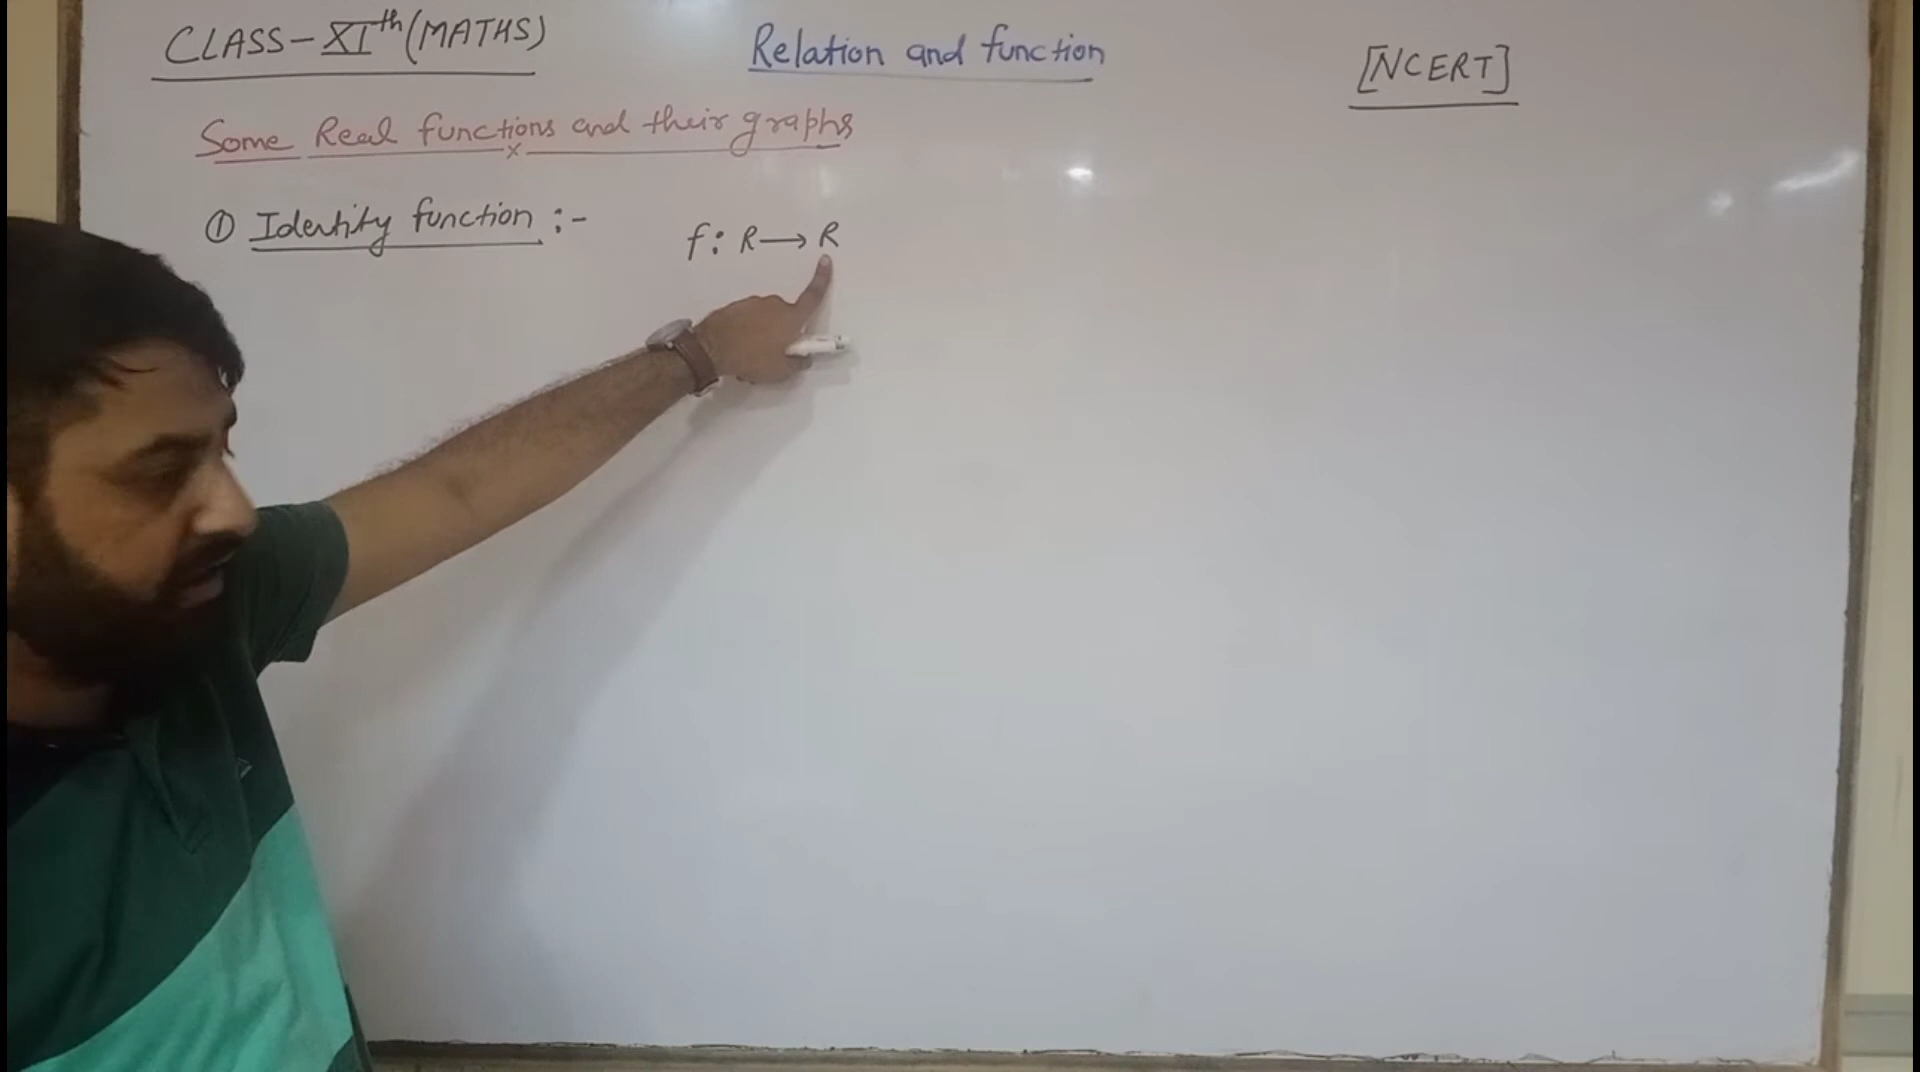 CLASS-XIth (MATHS)
Relation and function
[NCERT]
Some Real functions and their graphs
① Identity function :-
f: R⟶R